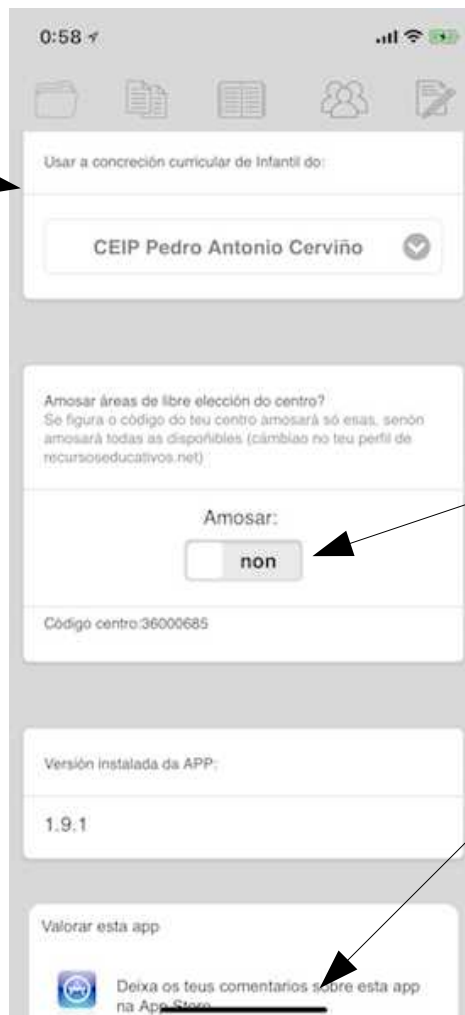 0:58
Usar a concreción curricular de Infantil do:
CEIP Pedro Antonio Cerviño
Amosar áreas de libre elección do centro?
Se figura o código do teu centro amosará só esas, senón
amosará todas as dispoñibles (cámbiao no teu perfil de
recursoseducativos.net)
Amosar:
non
Código centro:36000685
Versión instalada da APP:
1.9.1
Valorar esta app
Deixa os teus comentarios sobre esta app
na App Store